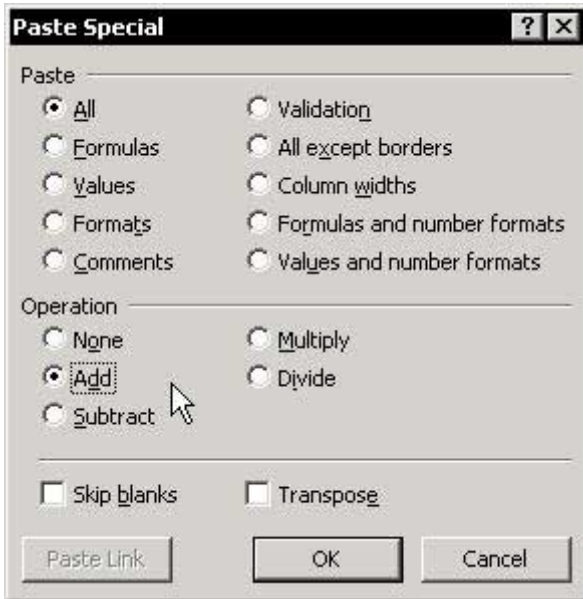 Paste Special ? X
Paste
All
Validation
Formulas
All except borders
Values
Column widths
Formats
Formulas and number formats
Comments
Values and number formats
Operation
None
Multiply
Add
Divide
Subtract
Skip blanks
Transpose
Paste Link
OK
Cancel